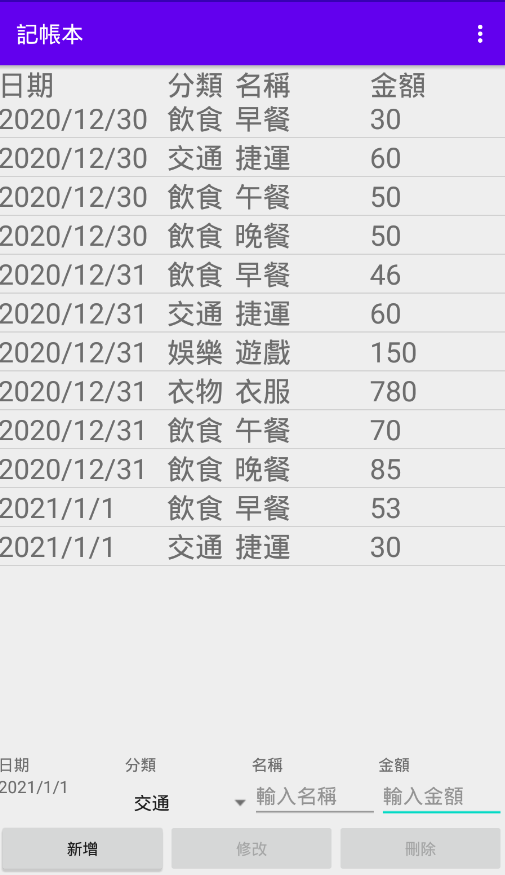 記帳本
日期 分類 名稱 金額
2020/12/30 飲食 早餐 30
2020/12/30 交通 捷運 60
2020/12/30 飲食 午餐 50
2020/12/30 飲食 晚餐 50
2020/12/31 飲食 早餐 46
2020/12/31 交通 捷運 60
2020/12/31 娛樂 遊戲 150
2020/12/31 衣物 衣服 780
2020/12/31 飲食 午餐 70
2020/12/31 飲食 晚餐 85
2021/1/1 飲食 早餐 53
2021/1/1 交通 捷運 30
日期 分類 名稱 金額
2021/1/1 交通 輸入名稱 輸入金額
新增 修改 刪除